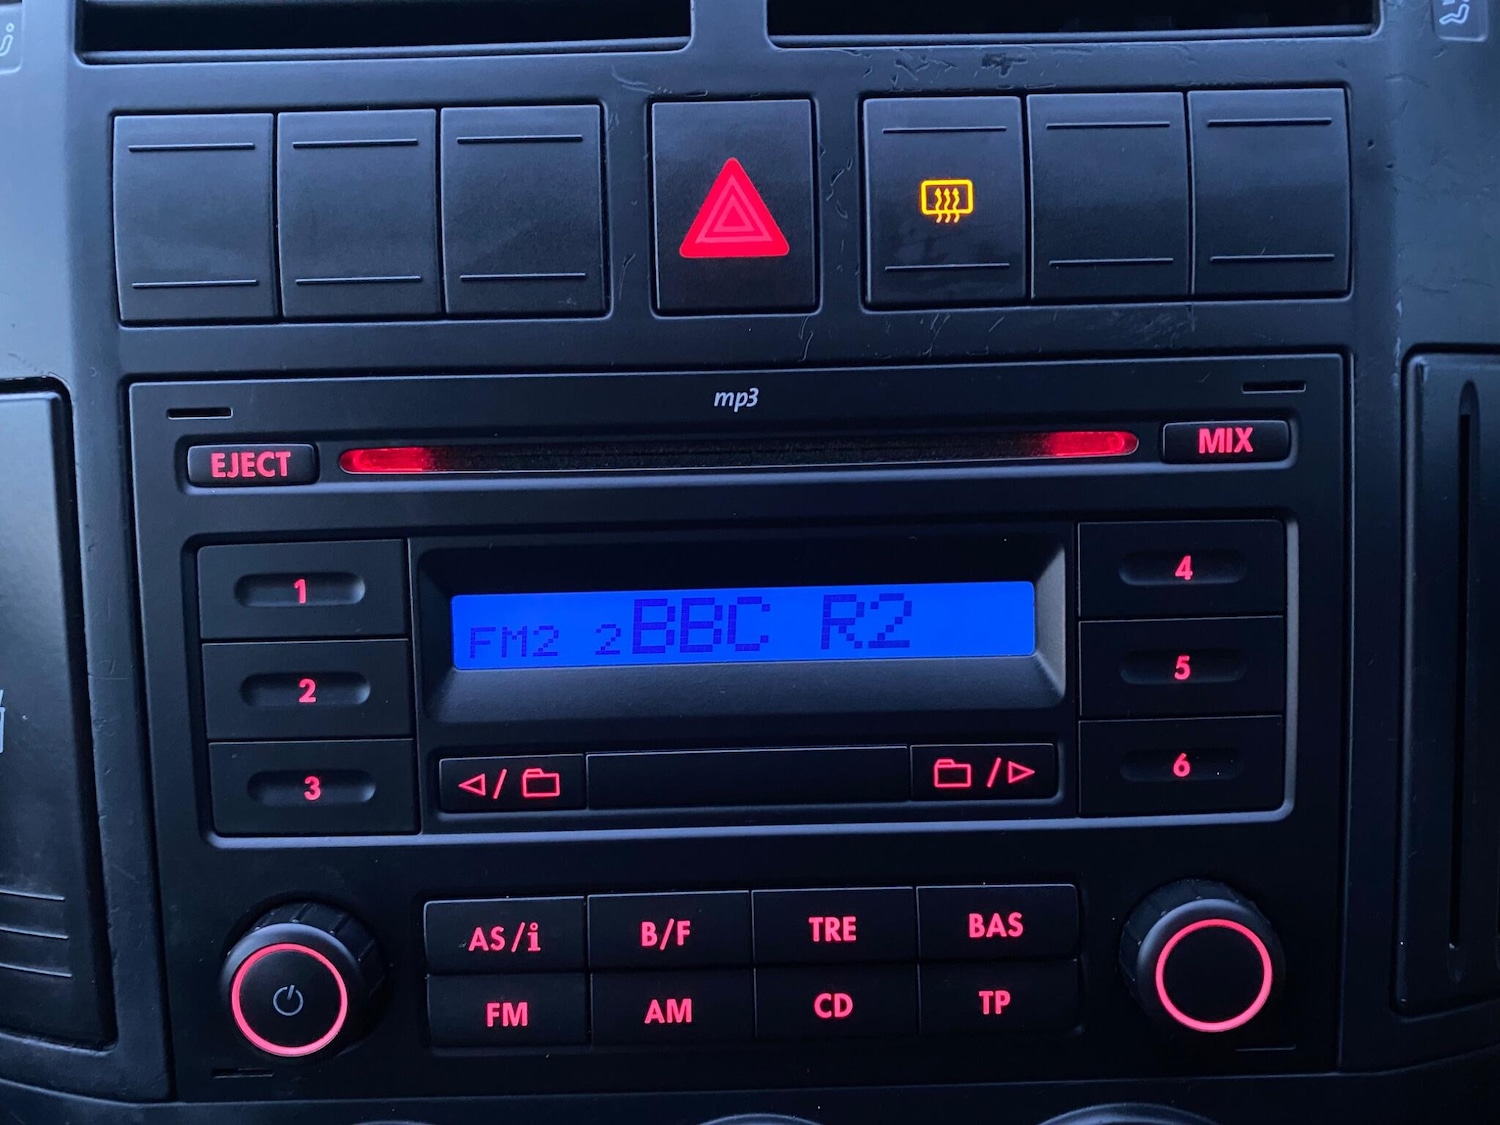 mp3
EJECT
MIX
1
4
FM2 2 BBC R2
2
5
3
6
/
/
AS/i
B/F
TRE
BAS
FM
AM
CD
TP